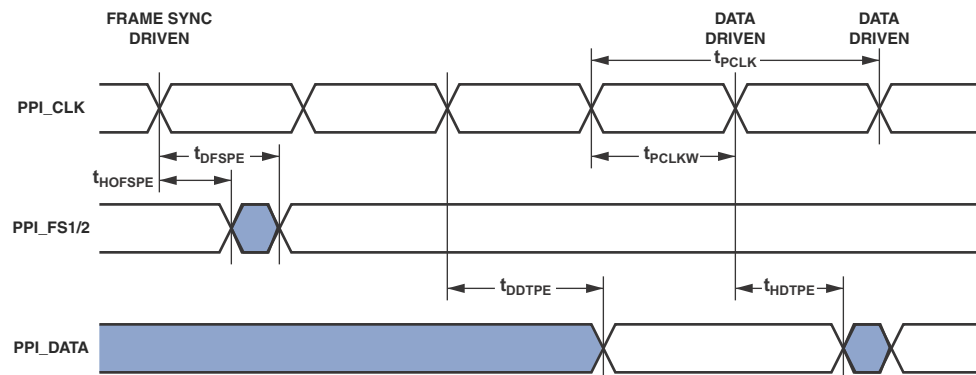 FRAME SYNC
DRIVEN
DATA
DRIVEN
DATA
DRIVEN
tPCLK
PPI_CLK
tDFSPE
tHOFSPE
tPCLKW
PPI_FS1/2
tDDTPE
tHDTPE
PPI_DATA